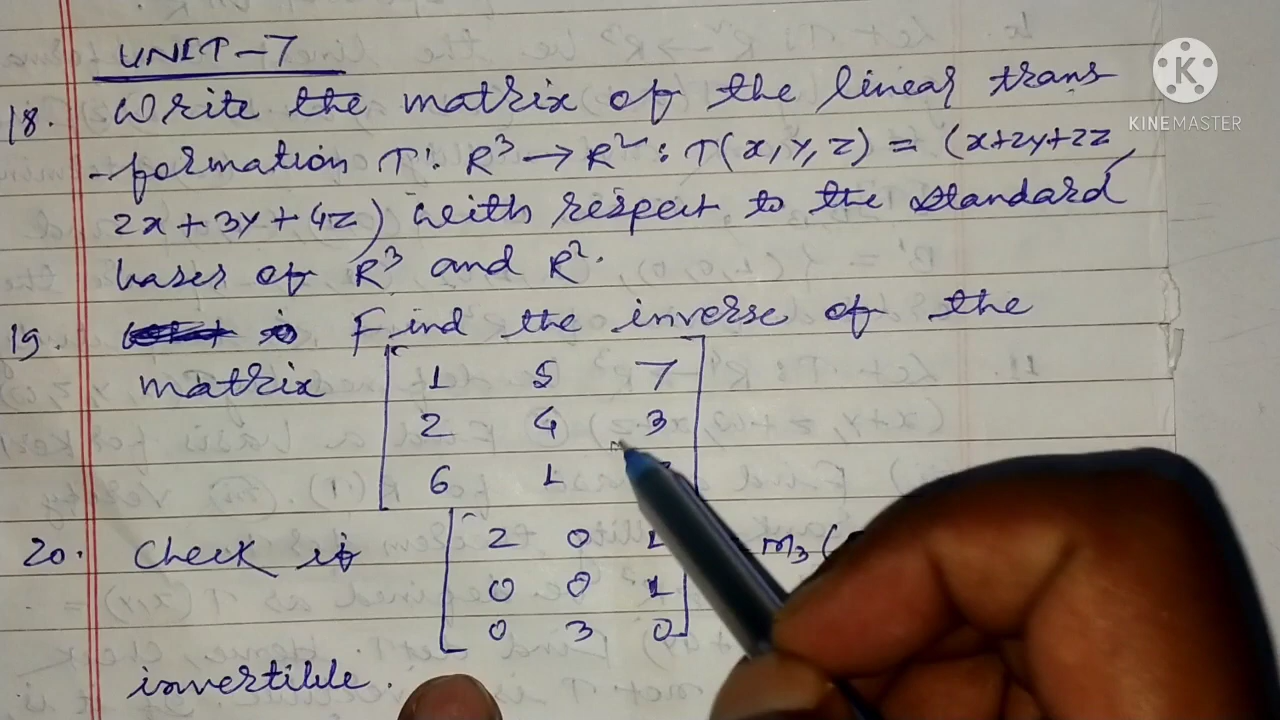 UNIT-7
18. Write the matrix of the linear trans
-formation T: R³ → R²: T(x, y, z) = (x+2y+2z,
2x+3y+4z) with respect to the standard
bases of R³ and R².
19. Find the inverse of the
matrix [1 5 7
2 4 3
6 1
20. Check if [2 0 1 M₃(
0 0 1
0 3 0]
invertible.
K
KINEMASTER